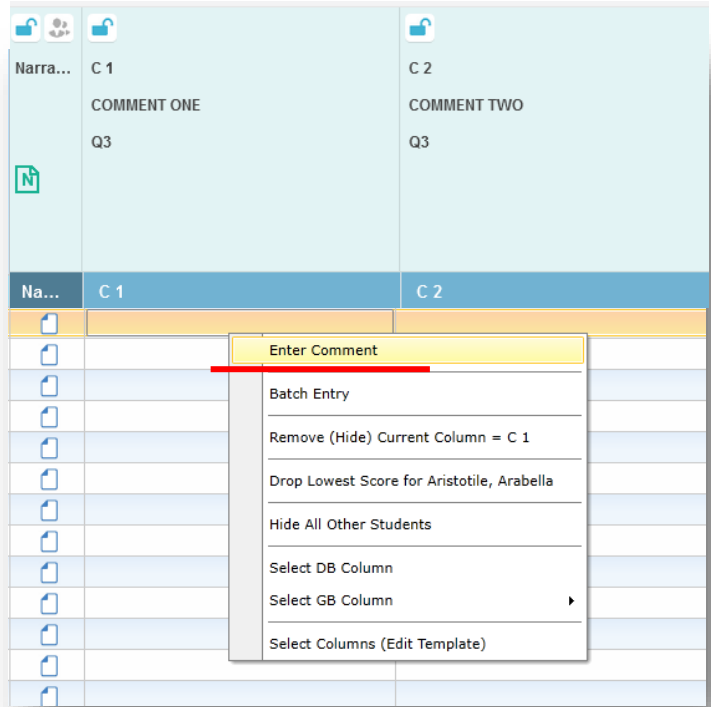 Narra... C 1 C 2
COMMENT ONE COMMENT TWO
Q3 Q3
N
Na... C 1 C 2
Enter Comment
Batch Entry
Remove (Hide) Current Column = C 1
Drop Lowest Score for Aristotile, Arabella
Hide All Other Students
Select DB Column
Select GB Column
Select Columns (Edit Template)